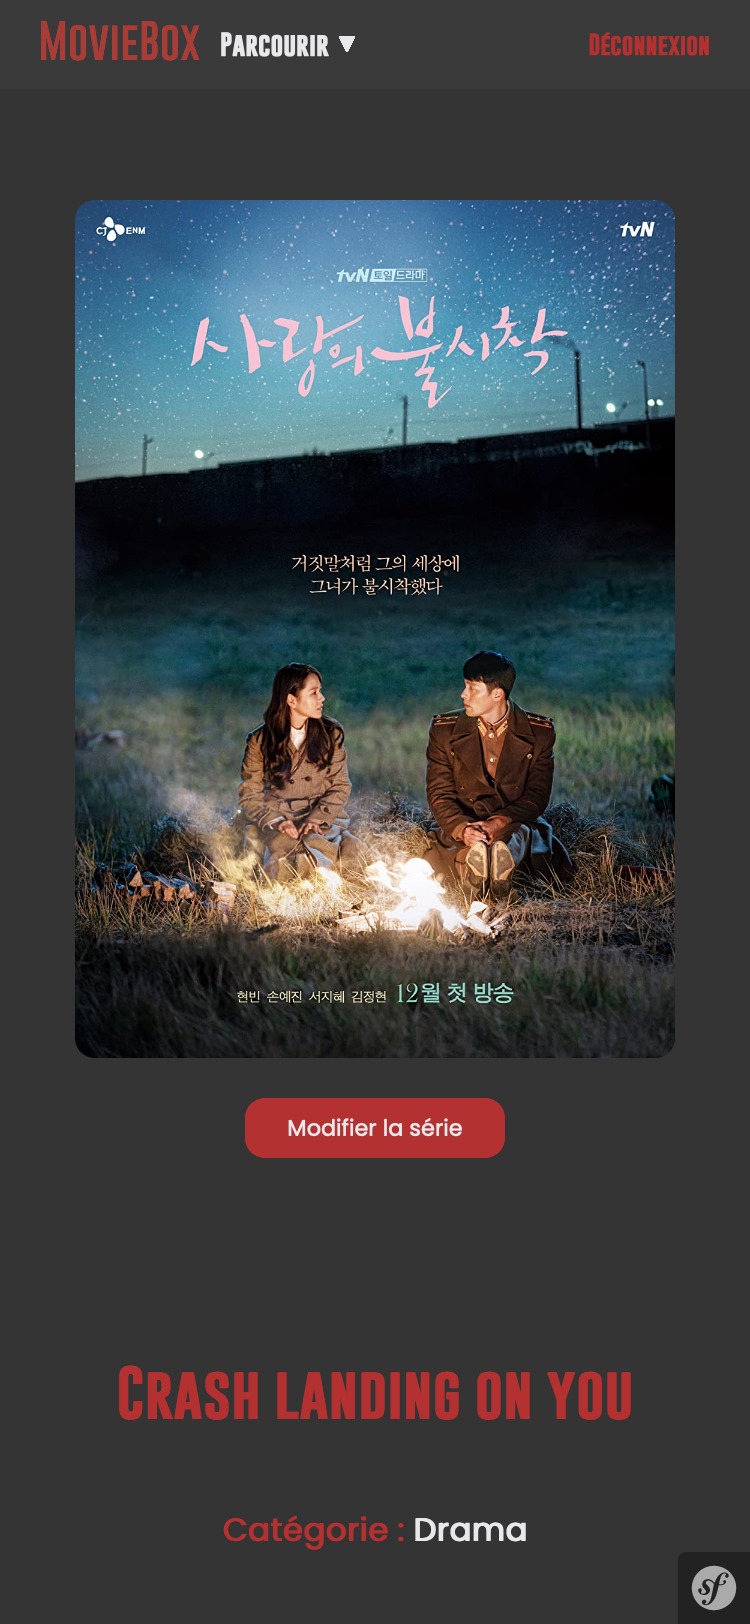 MovieBox Parcourir ▼ Déconnexion
CJ ENM tvN
tvN 토일드라마
사랑의 불시착
거짓말처럼 그의 세상에
그녀가 불시착했다
현빈 손예진 서지혜 김정현 12월 첫 방송
Modifier la série
Crash landing on you
Catégorie : Drama
sf